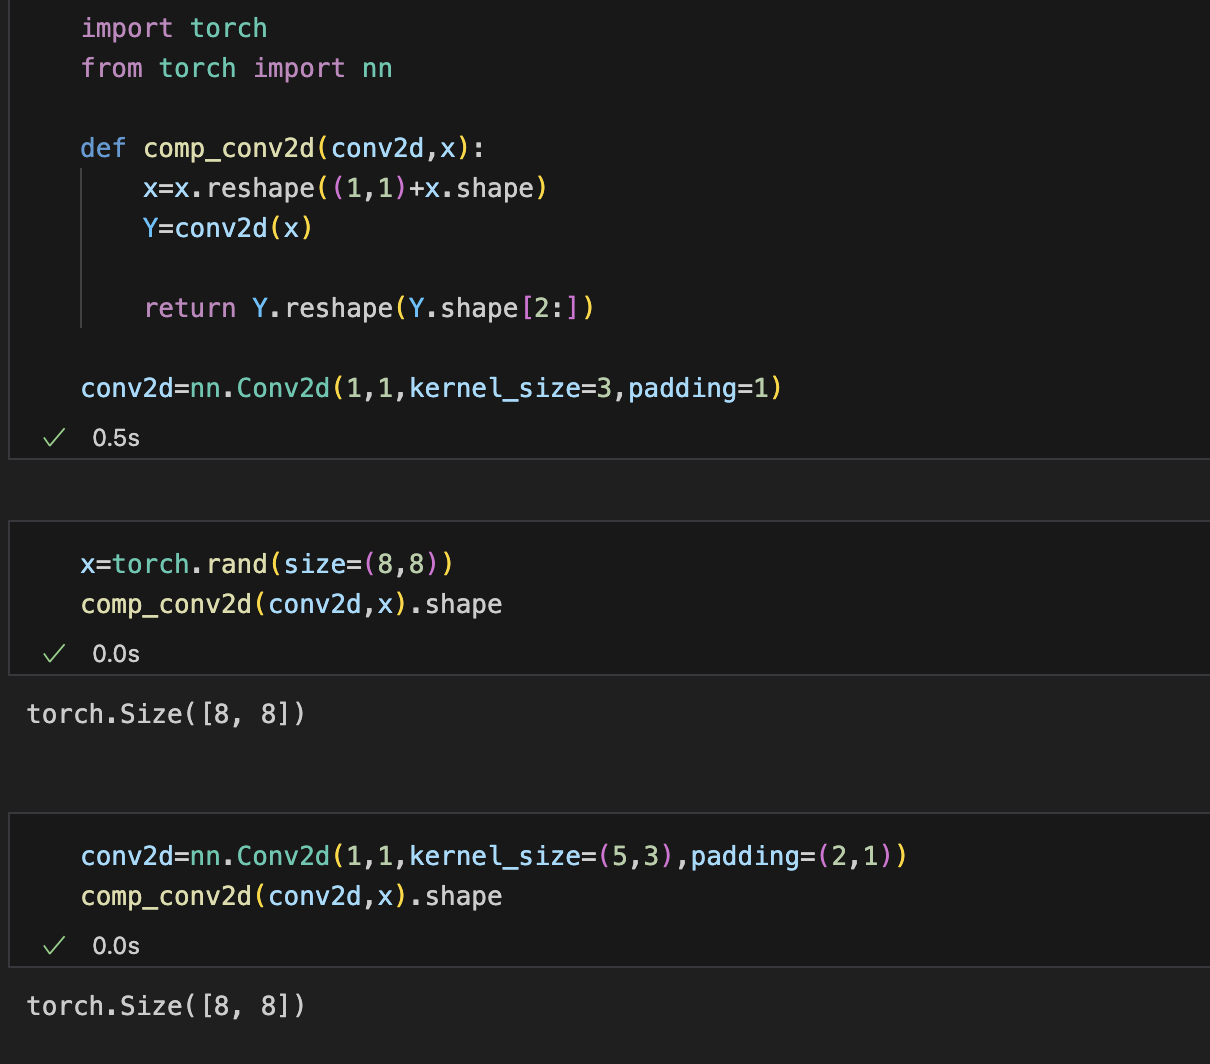 import torch
from torch import nn
def comp_conv2d(conv2d,x):
x=x.reshape((1,1)+x.shape)
Y=conv2d(x)
return Y.reshape(Y.shape[2:])
conv2d=nn.Conv2d(1,1,kernel_size=3,padding=1)
0.5s
x=torch.rand(size=(8,8))
comp_conv2d(conv2d,x).shape
0.0s
torch.Size([8, 8])
conv2d=nn.Conv2d(1,1,kernel_size=(5,3),padding=(2,1))
comp_conv2d(conv2d,x).shape
0.0s
torch.Size([8, 8])